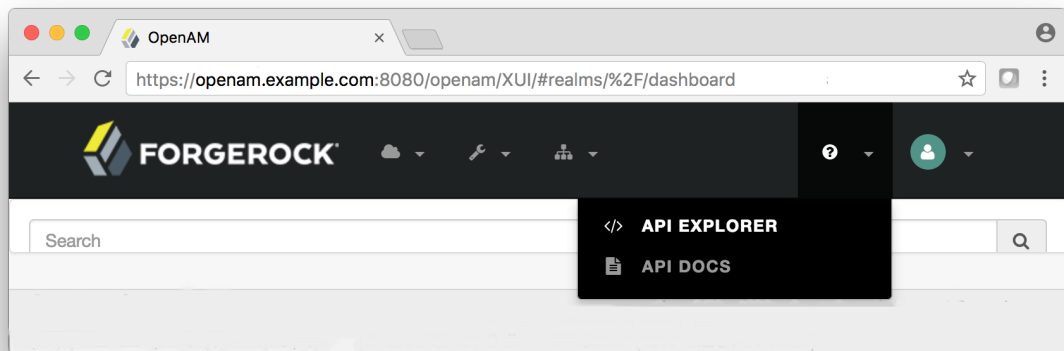 OpenAM
https://openam.example.com:8080/openam/XUI/#realms/%2F/dashboard
FORGEROCK
Search
API EXPLORER
API DOCS